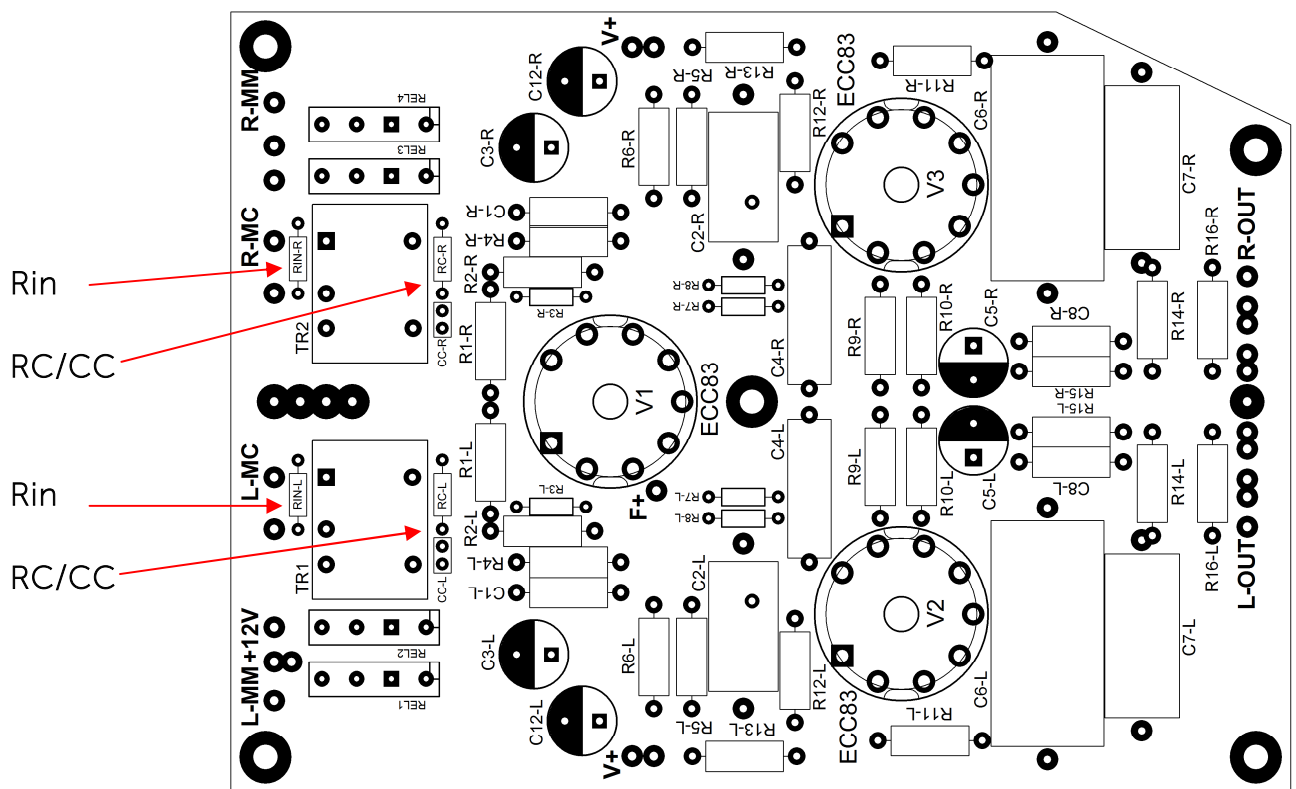 Rin
RC/CC
Rin
RC/CC
R-MM
R-MC
L-MC
L-MM
+12V
REL4
REL3
RIN-R
TR2
RC-R
CC-R
RIN-L
TR1
RC-L
CC-L
REL2
REL1
C12-R
C3-R
C1-R
R4-R
R2-R
R3-R
R1-R
R1-L
R3-L
R2-L
R4-L
C1-L
C3-L
C12-L
V+
R5-R
R13-R
R6-R
C2-R
R12-R
R8-R
R7-R
V1
ECC83
F+
C4-R
C4-L
R7-L
R8-L
C2-L
R6-L
R5-L
R13-L
R12-L
V+
ECC83
R11-R
V3
C6-R
C7-R
R9-R
R10-R
C5-R
C8-R
R15-R
R15-L
C8-L
R14-R
R16-R
R-OUT
R9-L
R10-L
C5-L
R14-L
R16-L
L-OUT
V2
ECC83
R11-L
C6-L
C7-L